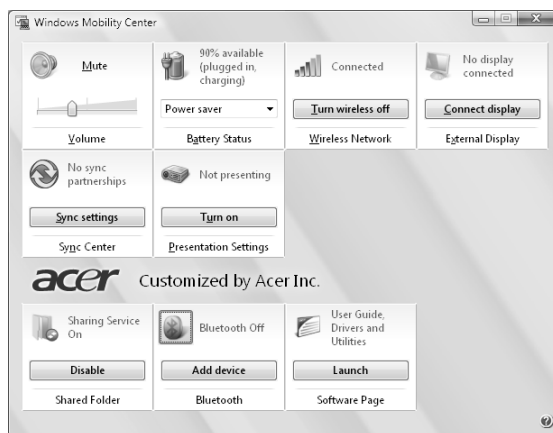 Windows Mobility Center
Mute
Volume
90% available
(plugged in,
charging)
Power saver
Battery Status
Connected
Turn wireless off
Wireless Network
No display
connected
Connect display
External Display
No sync
partnerships
Sync settings
Sync Center
Not presenting
Turn on
Presentation Settings
acer Customized by Acer Inc.
Sharing Service
On
Disable
Shared Folder
Bluetooth Off
Add device
Bluetooth
User Guide,
Drivers and
Utilities
Launch
Software Page